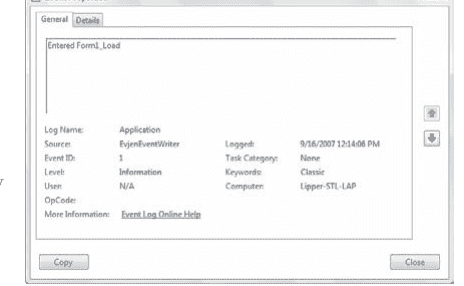 General Details
Entered Form1_Load
Log Name: Application
Source: EvjenEventWriter Logged: 9/16/2007 12:14:06 PM
Event ID: 1 Task Category: None
Level: Information Keywords: Classic
User: N/A Computer: Lipper-STL-LAP
OpCode:
More Information: Event Log Online Help
Copy Close